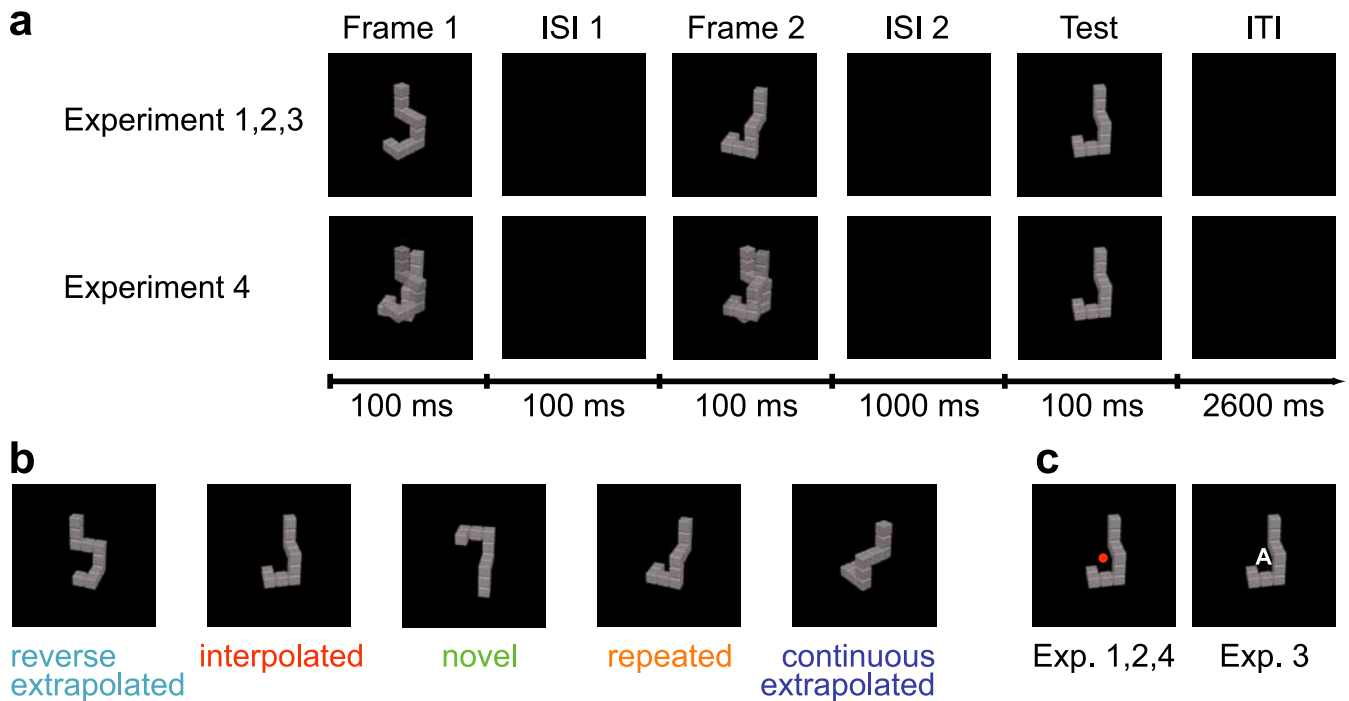 a
Frame 1 ISI 1 Frame 2 ISI 2 Test ITI
Experiment 1,2,3
Experiment 4
100 ms 100 ms 100 ms 1000 ms 100 ms 2600 ms
b
reverse extrapolated
interpolated
novel
repeated
continuous extrapolated
c
A
Exp. 1,2,4 Exp. 3